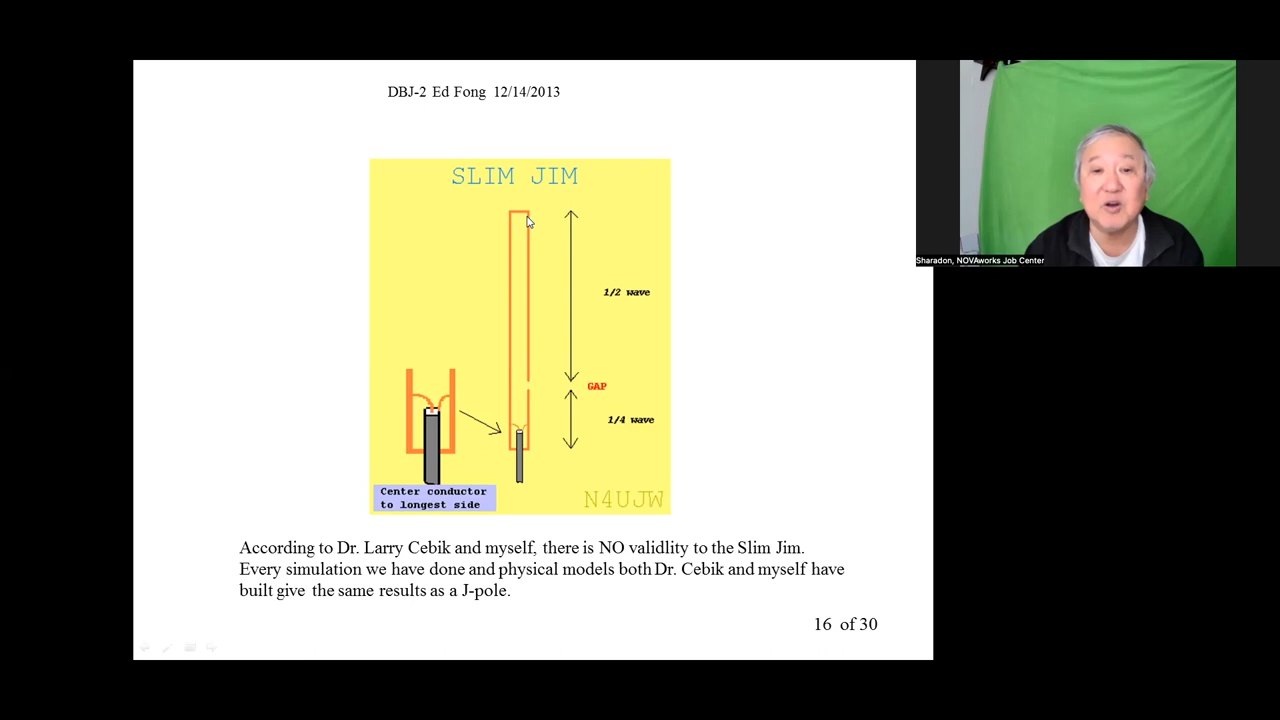 DBJ-2 Ed Fong 12/14/2013
SLIM JIM
1/2 wave
GAP
1/4 wave
Center conductor
to longest side
N4UJW
According to Dr. Larry Cebik and myself, there is NO validlity to the Slim Jim.
Every simulation we have done and physical models both Dr. Cebik and myself have
built give the same results as a J-pole.
16 of 30
Sharadon, NOVAworks Job Center